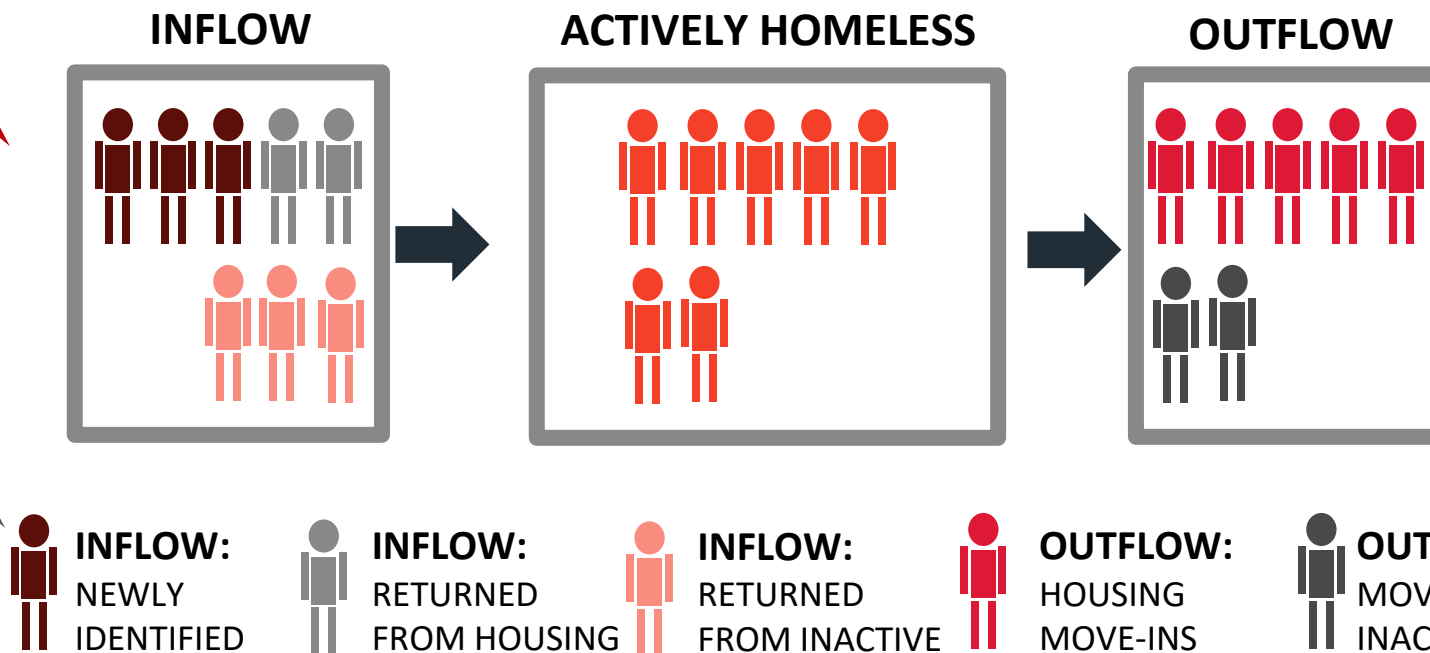 INFLOW
ACTIVELY HOMELESS
OUTFLOW
INFLOW:
NEWLY
IDENTIFIED
INFLOW:
RETURNED
FROM HOUSING
INFLOW:
RETURNED
FROM INACTIVE
OUTFLOW:
HOUSING
MOVE-INS